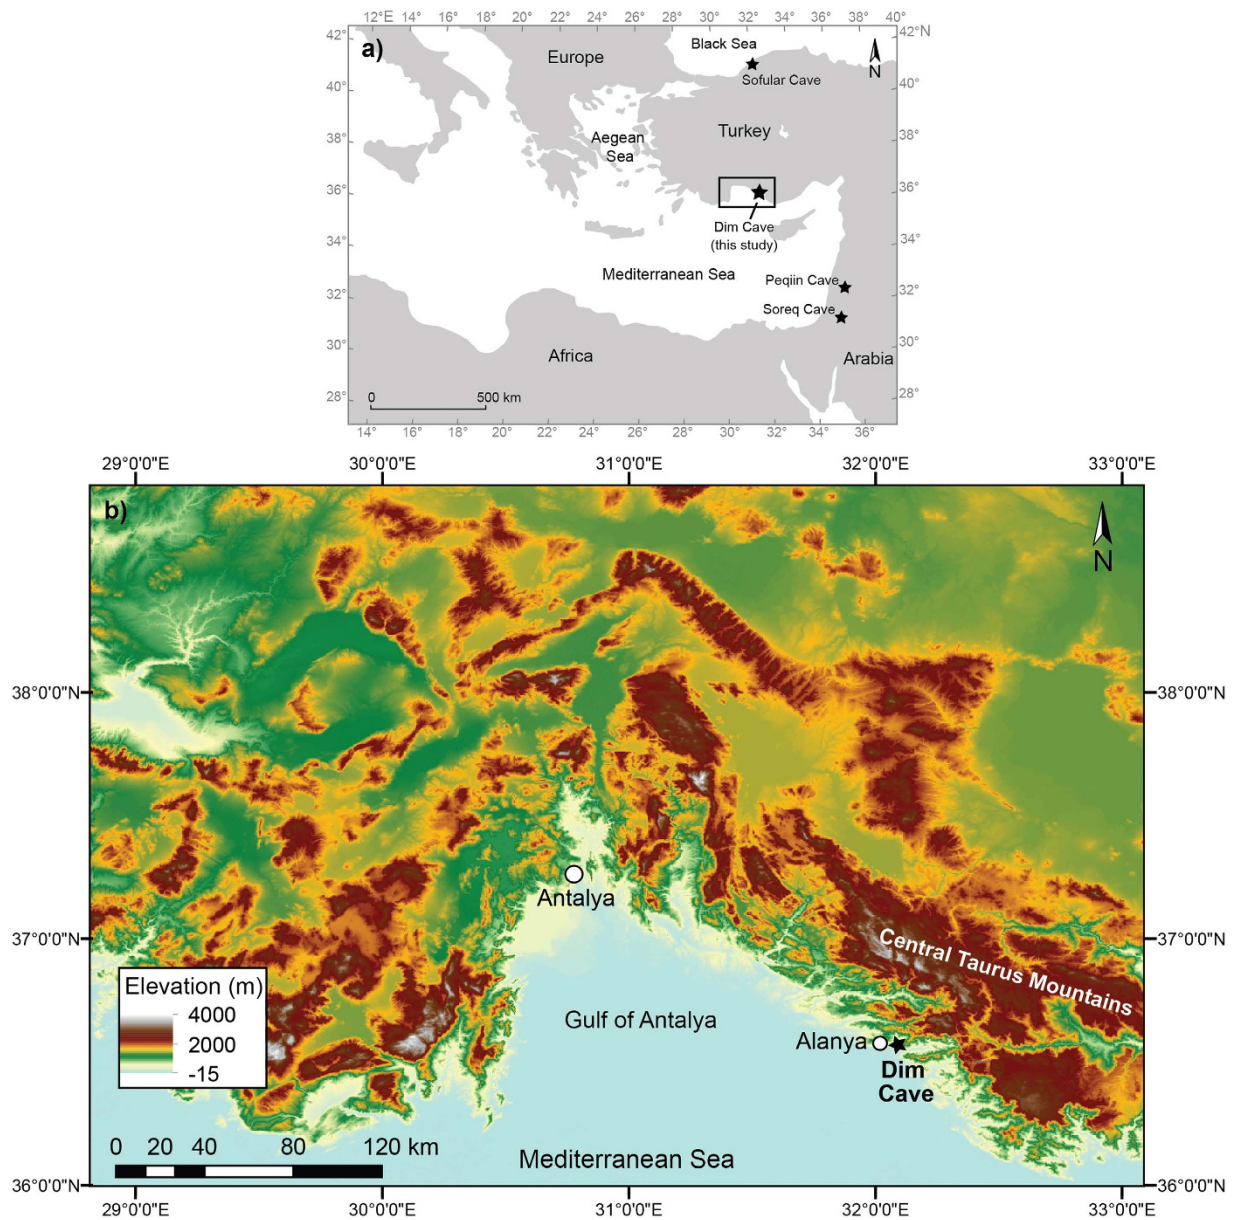 12°E 14° 16° 18° 20° 22° 24° 26° 28° 30° 32° 34° 36° 38° 40°
42° 42°N
a) Black Sea N
Europe
Sofular Cave
40° 40°
Turkey
Aegean
Sea
38° 38°
36° 36°
Dim Cave
(this study)
34° 34°
Mediterranean Sea
Peqiin Cave
32° 32°
Soreq Cave
30° 30°
Africa
Arabia
28° 28°
0 500 km
14° 16° 18° 20° 22° 24° 26° 28° 30° 32° 34° 36°
29°0'0"E 30°0'0"E 31°0'0"E 32°0'0"E 33°0'0"E
b)
N
38°0'0"N 38°0'0"N
Antalya
37°0'0"N 37°0'0"N
Central Taurus Mountains
Elevation (m)
4000
2000
-15
Gulf of Antalya
Alanya
Dim
Cave
0 20 40 80 120 km
Mediterranean Sea
36°0'0"N 36°0'0"N
29°0'0"E 30°0'0"E 31°0'0"E 32°0'0"E 33°0'0"E